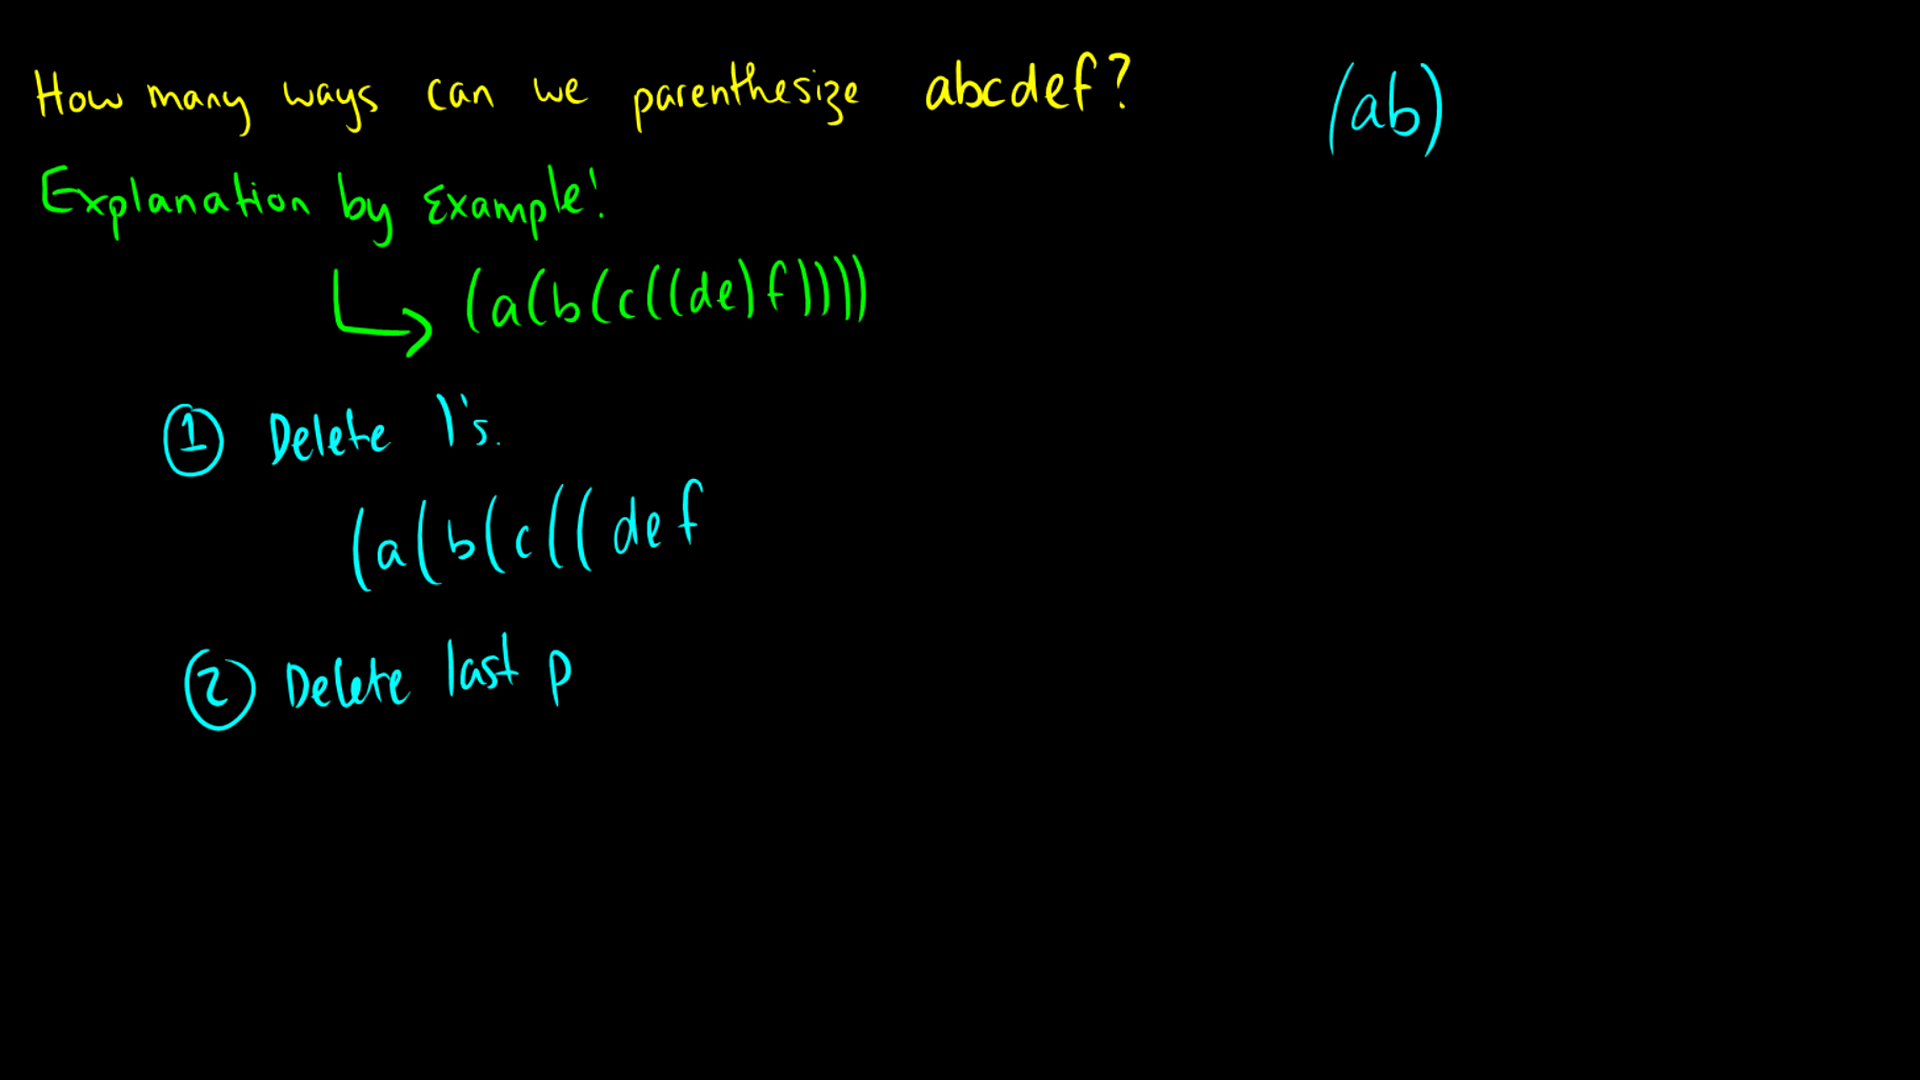 How many ways can we parenthesize abcdef? (ab)
Explanation by Example!
(a(b(c((de)f))))
① Delete )'s.
(a(b(c((def
② Delete last p